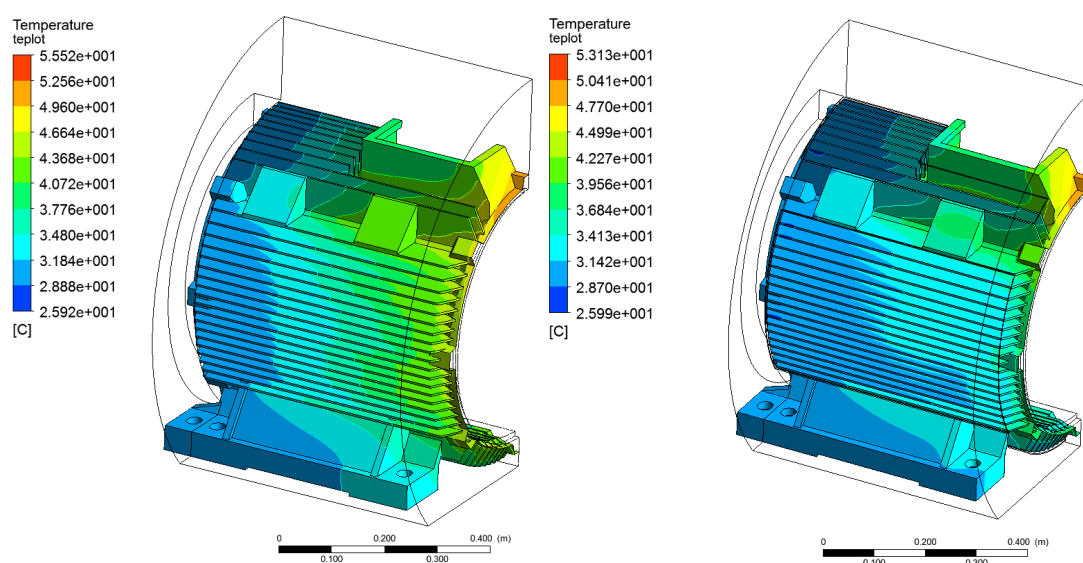 Temperature
teplot
5.552e+001
5.256e+001
4.960e+001
4.664e+001
4.368e+001
4.072e+001
3.776e+001
3.480e+001
3.184e+001
2.888e+001
2.592e+001
[C]
0 0.200 0.400 (m)
0.100 0.300
Temperature
teplot
5.313e+001
5.041e+001
4.770e+001
4.499e+001
4.227e+001
3.956e+001
3.684e+001
3.413e+001
3.142e+001
2.870e+001
2.599e+001
[C]
0 0.200 0.400 (m)
0.100 0.300